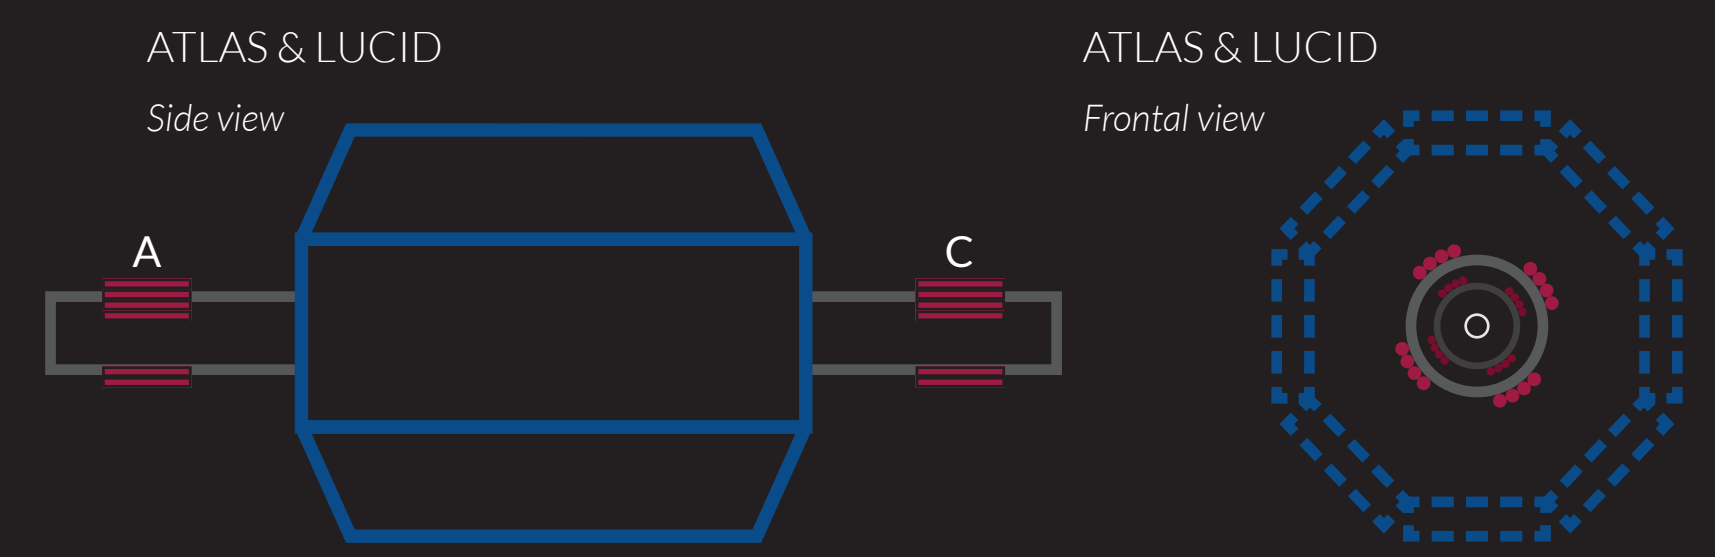 ATLAS & LUCID
Side view
A
C
ATLAS & LUCID
Frontal view